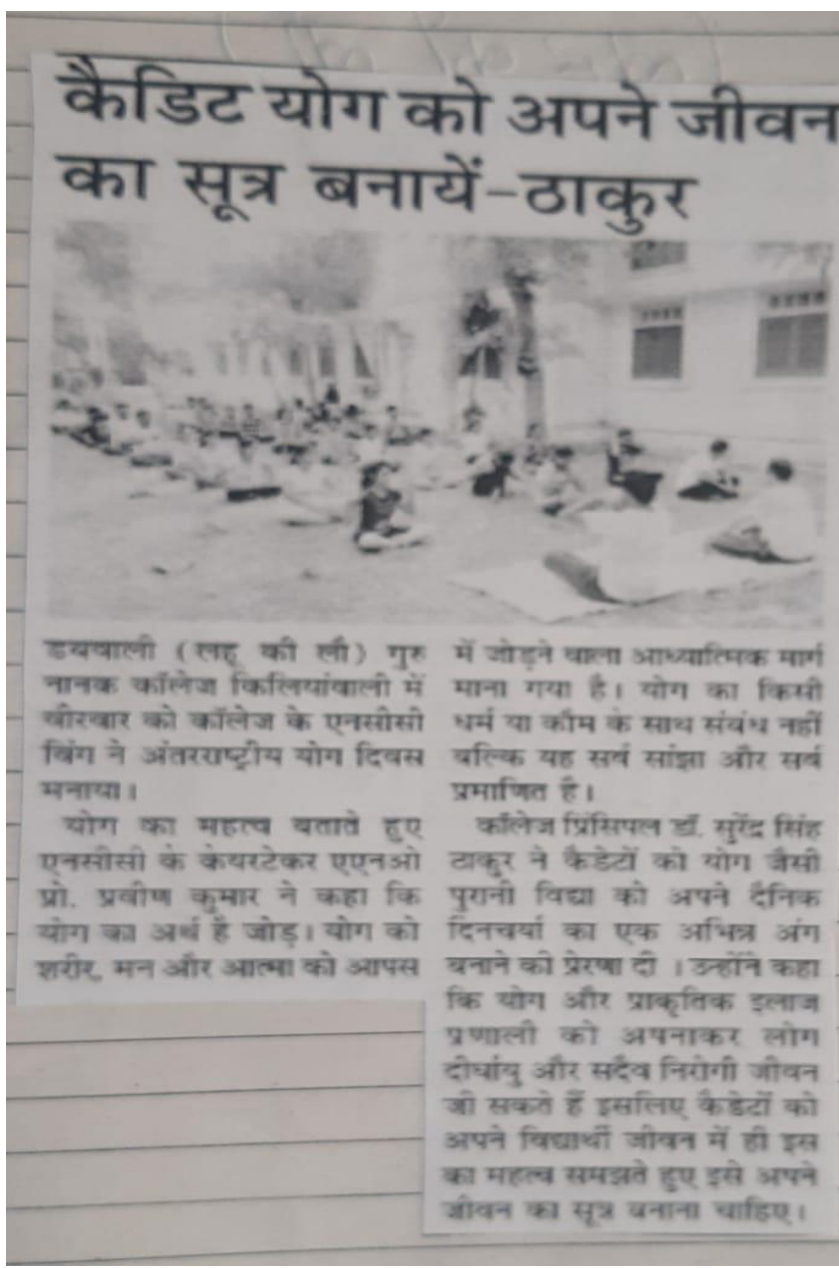 कैडिट योग को अपने जीवन
का सूत्र बनायें-ठाकुर
डबवाली (लहू की लौ) गुरु
नानक कॉलेज किलियांवाली में
वीरवार को कॉलेज के एनसीसी
विंग ने अंतरराष्ट्रीय योग दिवस
मनाया।
योग का महत्व बताते हुए
एनसीसी के केयरटेकर एएनओ
प्रो. प्रवीण कुमार ने कहा कि
योग का अर्थ है जोड़। योग को
शरीर, मन और आत्मा को आपस
में जोड़ने वाला आध्यात्मिक मार्ग
माना गया है। योग का किसी
धर्म या कौम के साथ संबंध नहीं
बल्कि यह सर्व सांझा और सर्व
प्रमाणित है।
कॉलेज प्रिंसिपल डॉ. सुरेंद्र सिंह
ठाकुर ने कैडेटों को योग जैसी
पुरानी विद्या को अपने दैनिक
दिनचर्या का एक अभिन्न अंग
बनाने की प्रेरणा दी । उन्होंने कहा
कि योग और प्राकृतिक इलाज
प्रणाली को अपनाकर लोग
दीर्घायु और सदैव निरोगी जीवन
जी सकते हैं इसलिए कैडेटों को
अपने विद्यार्थी जीवन में ही इस
का महत्व समझते हुए इसे अपने
जीवन का सूत्र बनाना चाहिए।